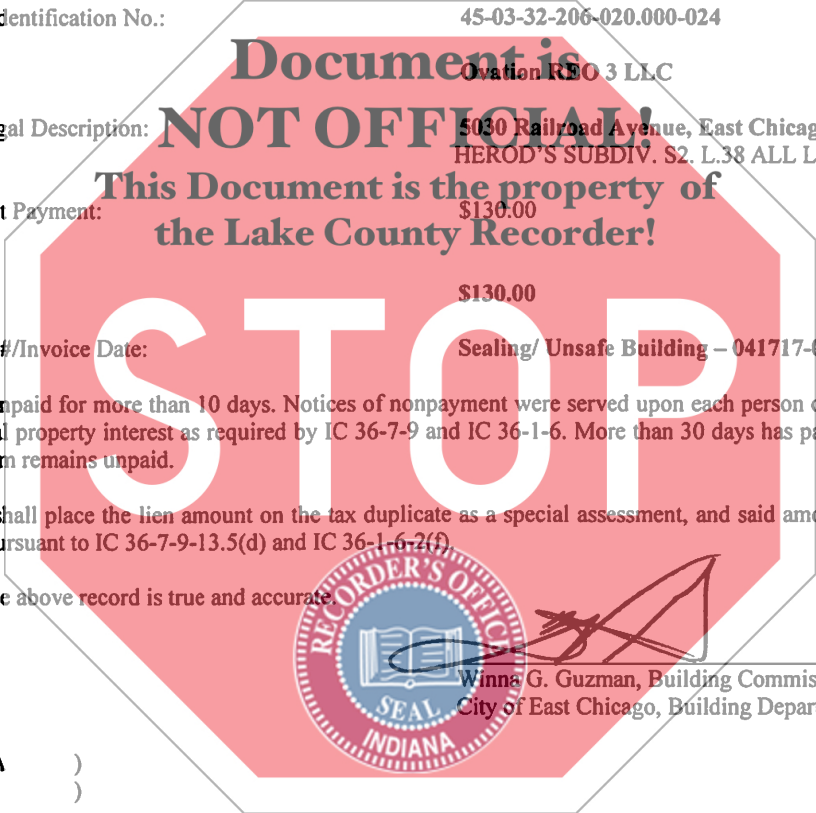 dentification No.: 45-03-32-206-020.000-024
Document is
Ovation REO 3 LLC
NOT OFFICIAL!
gal Description: 5030 Railroad Avenue, East Chicag
HEROD'S SUBDIV. S2. L.38 ALL L
This Document is the property of
t Payment: $130.00
the Lake County Recorder!
$130.00
STOP
#/Invoice Date: Sealing/ Unsafe Building – 041717-0
npaid for more than 10 days. Notices of nonpayment were served upon each person o
l property interest as required by IC 36-7-9 and IC 36-1-6. More than 30 days has pa
m remains unpaid.
shall place the lien amount on the tax duplicate as a special assessment, and said amo
ursuant to IC 36-7-9-13.5(d) and IC 36-1-6-2(f).
e above record is true and accurate.
RECORDER'S OFFICE
SEAL
INDIANA
Winna G. Guzman, Building Commis
City of East Chicago, Building Depar
A )
)